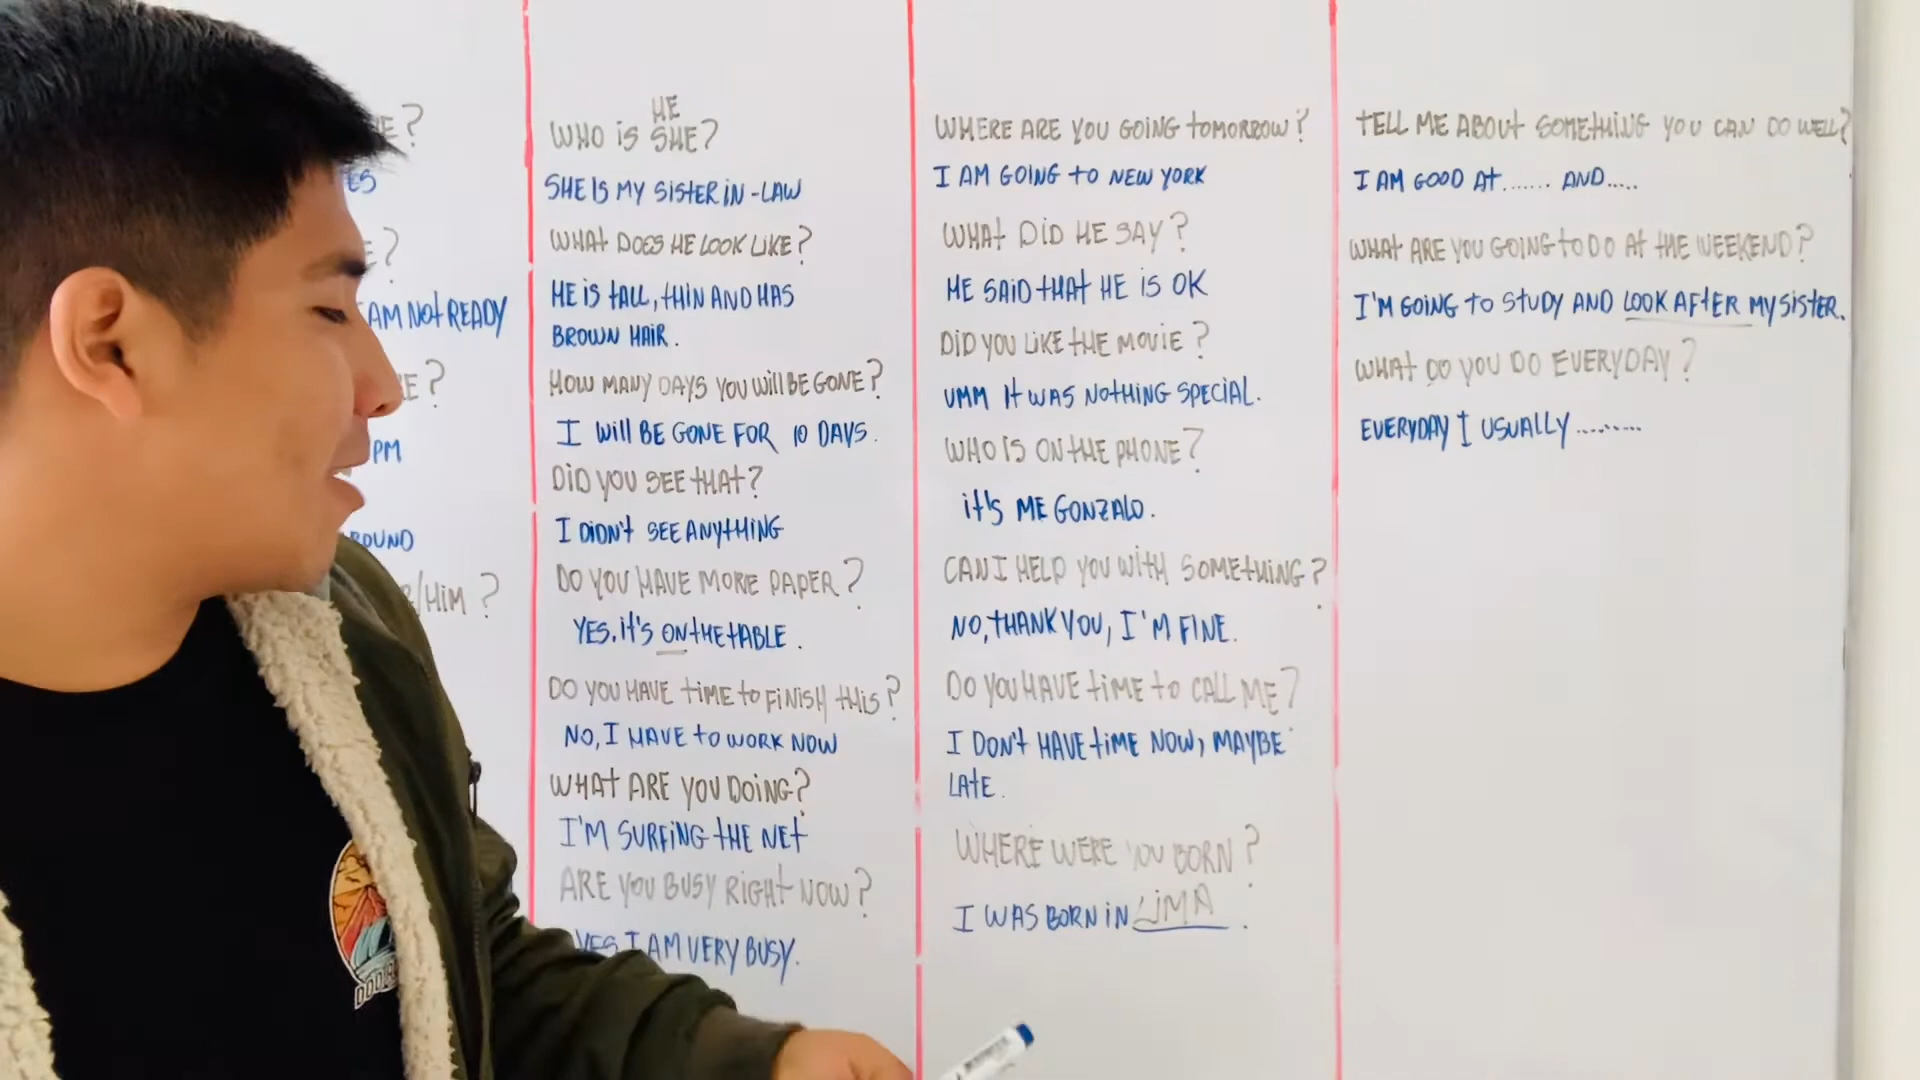 E?
ES
E?
AM NOT READY
E?
PM
ROUND
/HIM?
HE
WHO IS SHE?
SHE IS MY SISTER IN-LAW
WHAT DOES HE LOOK LIKE?
HE IS TALL, THIN AND HAS
BROWN HAIR.
HOW MANY DAYS YOU WILL BE GONE?
I WILL BE GONE FOR 10 DAYS.
DID YOU SEE THAT?
I DIDN'T SEE ANYTHING
DO YOU HAVE MORE PAPER?
YES, IT'S ON THE TABLE.
DO YOU HAVE TIME TO FINISH THIS?
NO, I HAVE TO WORK NOW
WHAT ARE YOU DOING?
I'M SURFING THE NET
ARE YOU BUSY RIGHT NOW?
YES I AM VERY BUSY.
WHERE ARE YOU GOING TOMORROW?
I AM GOING TO NEW YORK
WHAT DID HE SAY?
HE SAID THAT HE IS OK
DID YOU LIKE THE MOVIE?
UMM IT WAS NOTHING SPECIAL.
WHO IS ON THE PHONE?
IT'S ME GONZALO.
CAN I HELP YOU WITH SOMETHING?
NO, THANK YOU, I'M FINE.
DO YOU HAVE TIME TO CALL ME?
I DON'T HAVE TIME NOW, MAYBE
LATE.
WHERE WERE YOU BORN?
I WAS BORN IN LIMA.
TELL ME ABOUT SOMETHING YOU CAN DO WELL?
I AM GOOD AT....... AND.....
WHAT ARE YOU GOING TO DO AT THE WEEKEND?
I'M GOING TO STUDY AND LOOK AFTER MY SISTER.
WHAT DO YOU DO EVERYDAY?
EVERYDAY I USUALLY.........